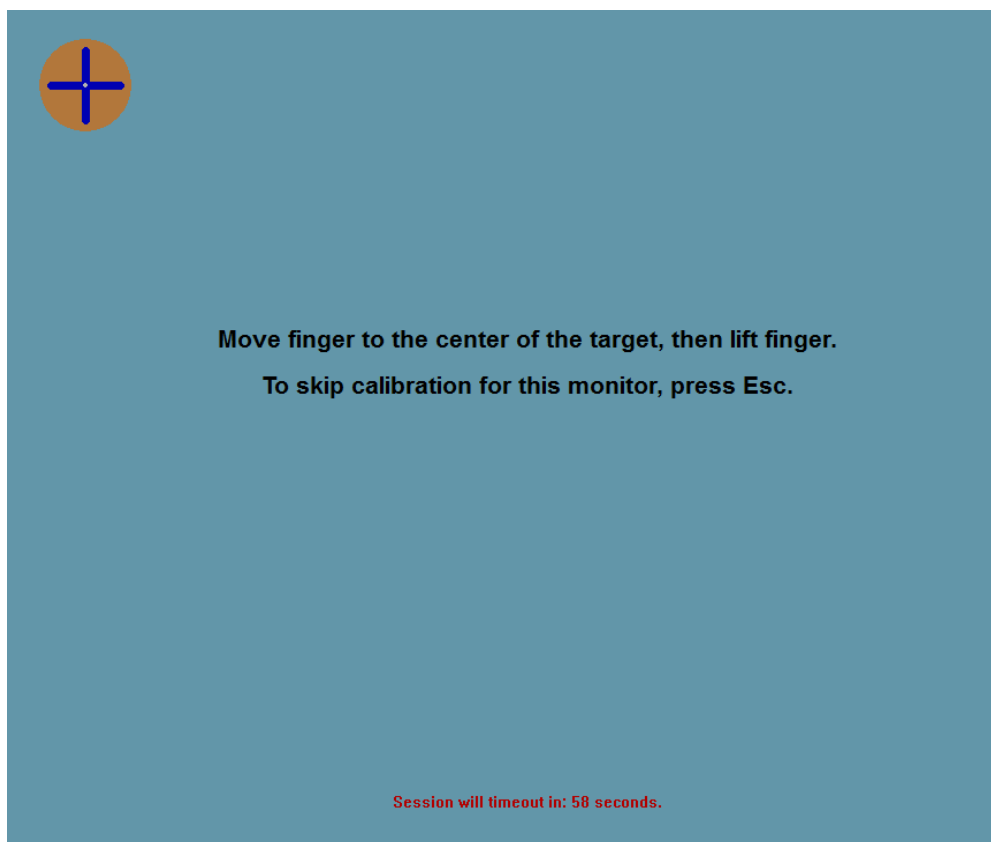 Move finger to the center of the target, then lift finger.
To skip calibration for this monitor, press Esc.
Session will timeout in: 58 seconds.